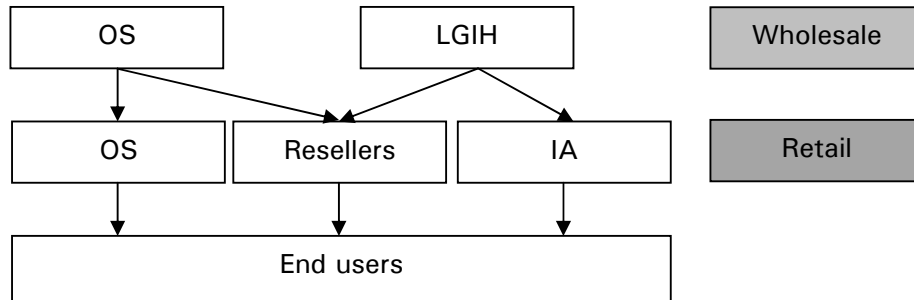 OS
LGIH
Wholesale
OS
Resellers
IA
Retail
End users